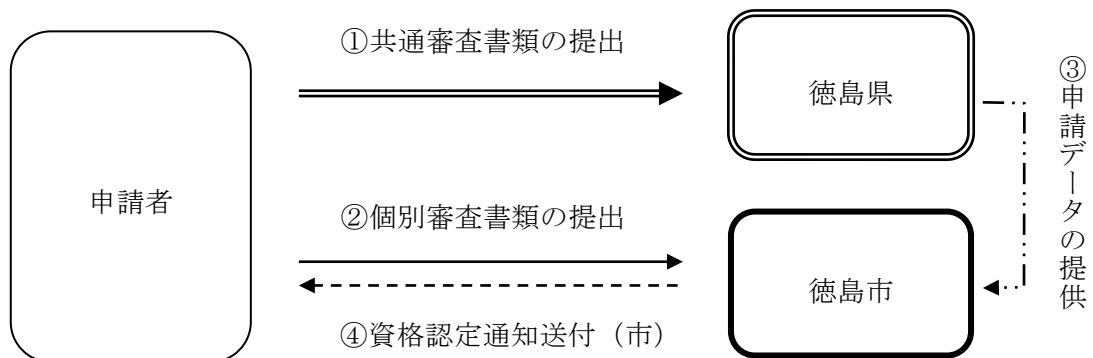 ①共通審査書類の提出
徳島県
③申請データの提供
申請者
②個別審査書類の提出
徳島市
④資格認定通知送付（市）